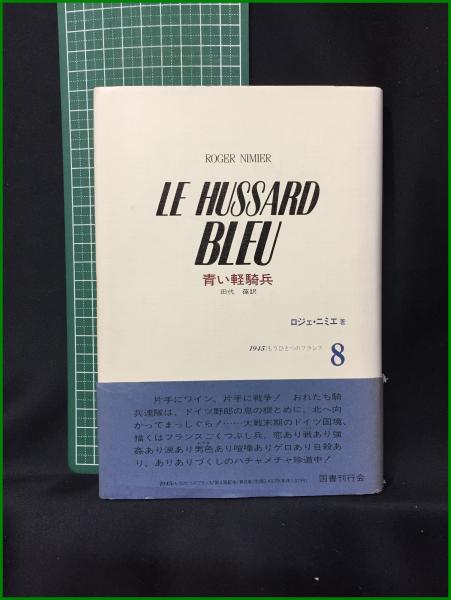 ROGER NIMIER
LE HUSSARD
BLEU
青い軽騎兵
田代 葆訳
ロジェ・ニミエ 著
1945:もうひとつのフランス
8
片手にワイン、片手に戦争! おれたち騎
兵連隊は、ドイツ野郎の息の根とめに、北へ向
かってまっしぐら!……大戦末期のドイツ国境、
描くはフランスごくつぶし兵、恋あり戦あり強
姦あり涙あり男色あり喧嘩ありゲロあり自殺あ
り、ありありづくしのハチャメチャ珍道中!
国書刊行会